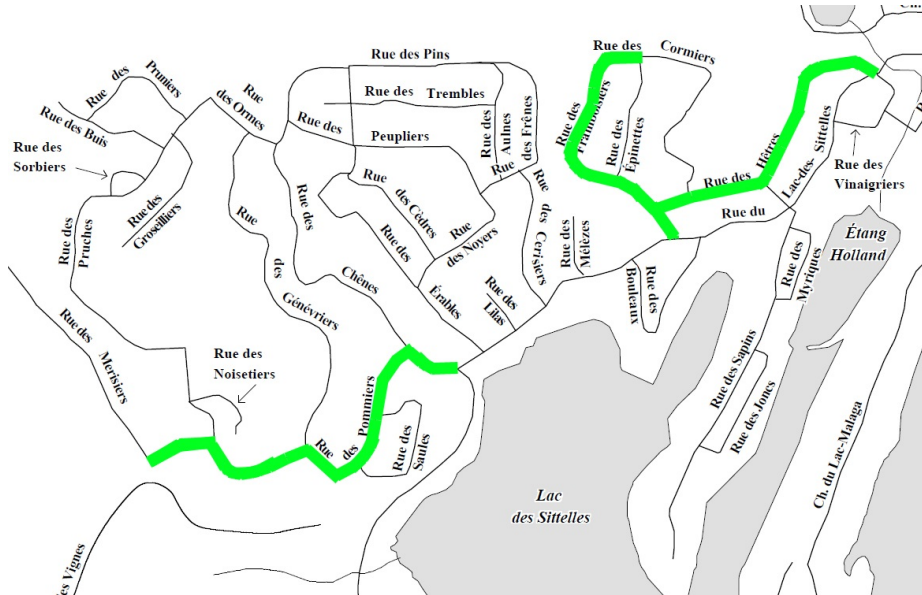 Rue des Pins
Rue des
Cormiers
Rue des
Pruniers
Rue
des Ormes
Rue des
Trembles
Rue des Buis
Rue des
Peupliers
Rue des
Aulnes
Rue
des Frênes
Rue des
Framboisiers
Rue des
Épinettes
Rue des
Hêtres
Lac-des-Sittelles
Rue du
Rue des
Vinaigriers
Rue des
Sorbiers
Rue des
Groseilliers
Rue des
Pruches
Rue
des
Génévriers
Rue des
Chênes
Rue
des Cèdres
Rue des
Érables
Rue
des Noyers
Rue des
Lilas
Rue des Cerisiers
Rue des
Mélèzes
Rue des
Bouleaux
Rue des
Myriques
Étang
Holland
Rue des
Merisiers
Rue des
Noisetiers
Rue des Pommiers
Rue des
Saules
Rue des Sapins
Rue des Joncs
Ch. du Lac-Malaga
Lac
des Sittelles
es Vignes